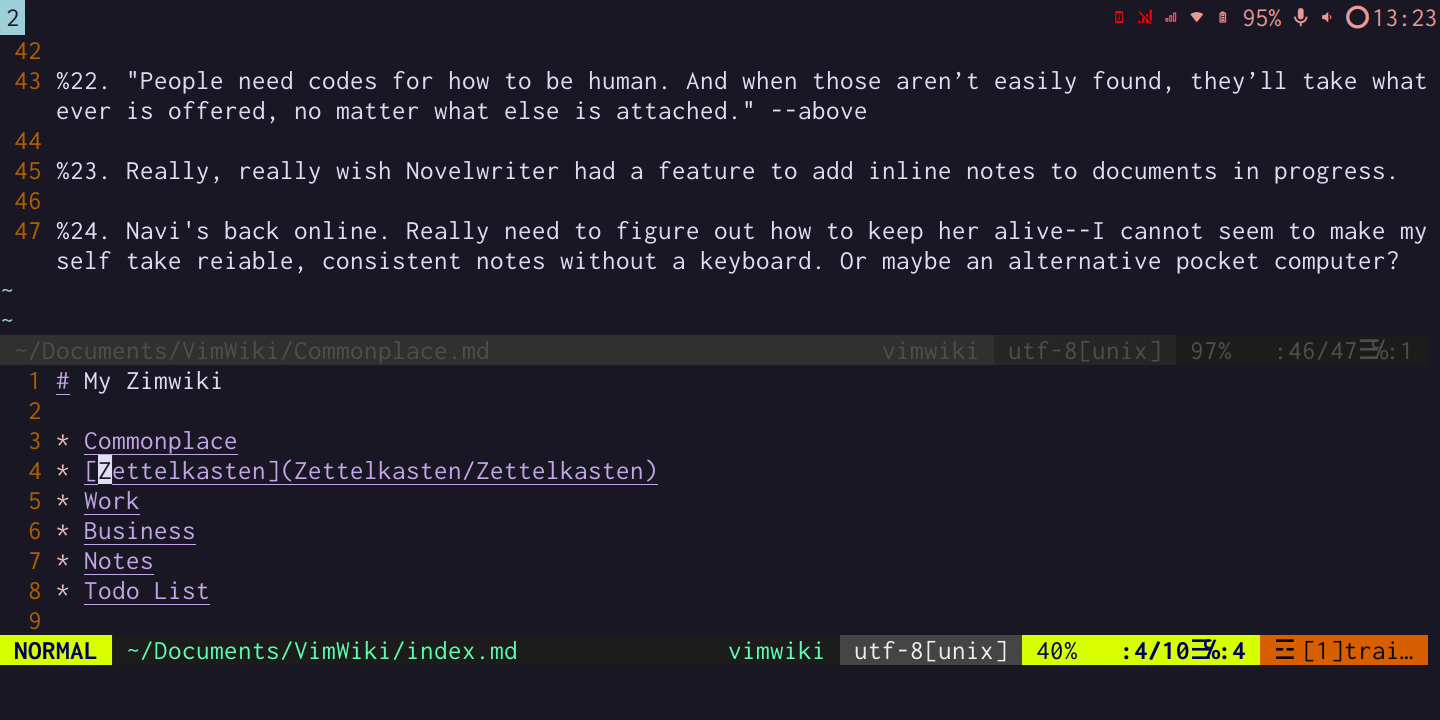 2 95% 13:23
42
43 %22. "People need codes for how to be human. And when those aren’t easily found, they’ll take what
ever is offered, no matter what else is attached." --above
44
45 %23. Really, really wish Novelwriter had a feature to add inline notes to documents in progress.
46
47 %24. Navi's back online. Really need to figure out how to keep her alive--I cannot seem to make my
self take reiable, consistent notes without a keyboard. Or maybe an alternative pocket computer?
~
~
~/Documents/VimWiki/Commonplace.md vimwiki utf-8[unix] 97% :46/47☰℅:1
1 # My Zimwiki
2
3 * Commonplace
4 * [Zettelkasten](Zettelkasten/Zettelkasten)
5 * Work
6 * Business
7 * Notes
8 * Todo List
9
NORMAL ~/Documents/VimWiki/index.md vimwiki utf-8[unix] 40% :4/10☰℅:4 ☲ [1]trai…